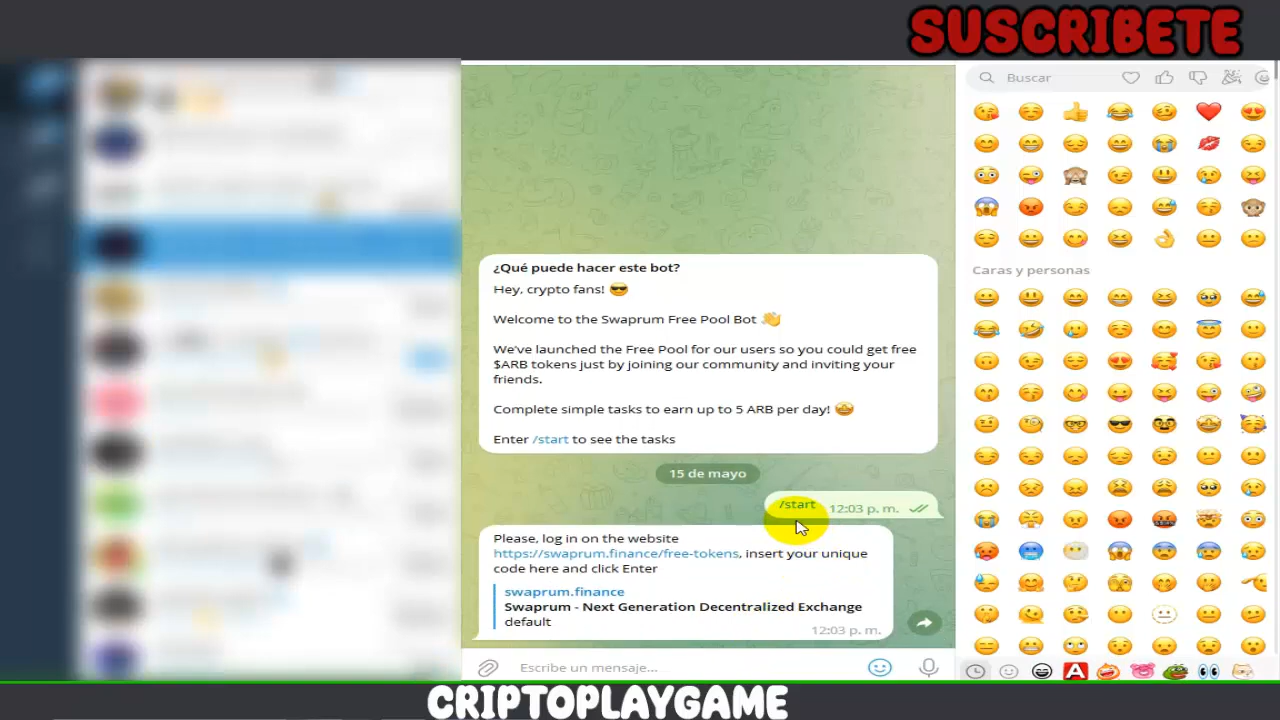 SUSCRIBETE
Buscar
¿Qué puede hacer este bot?
Hey, crypto fans! 😎
Welcome to the Swaprum Free Pool Bot 👋
We've launched the Free Pool for our users so you could get free
$ARB tokens just by joining our community and inviting your
friends.
Complete simple tasks to earn up to 5 ARB per day! 🤩
Enter /start to see the tasks
15 de mayo
/start 12:03 p. m.
Please, log in on the website
https://swaprum.finance/free-tokens, insert your unique
code here and click Enter
swaprum.finance
Swaprum - Next Generation Decentralized Exchange
default
12:03 p. m.
Escribe un mensaje...
Caras y personas
A
CRIPTOPLAYGAME